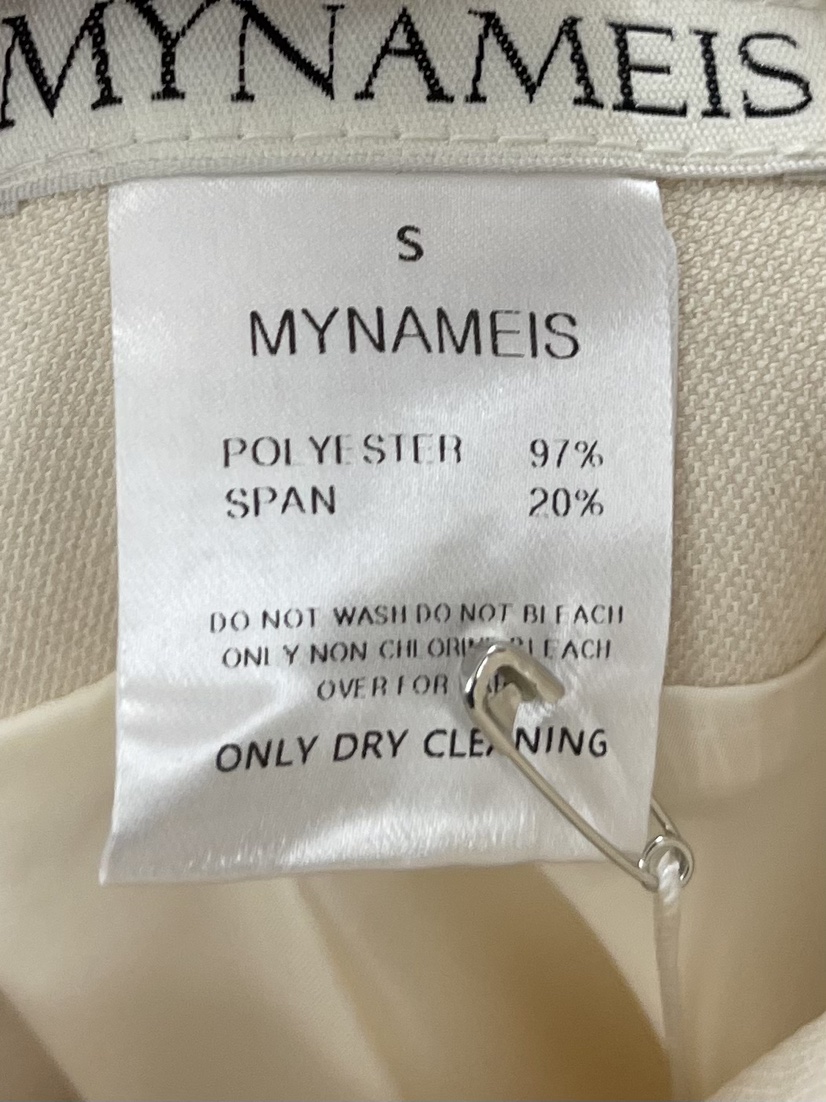 MYNAMEIS
S
MYNAMEIS
POLYESTER 97%
SPAN 20%
DO NOT WASH DO NOT BLEACH
ONLY NON CHLORINE BLEACH
OVER FOR
ONLY DRY CLEANING